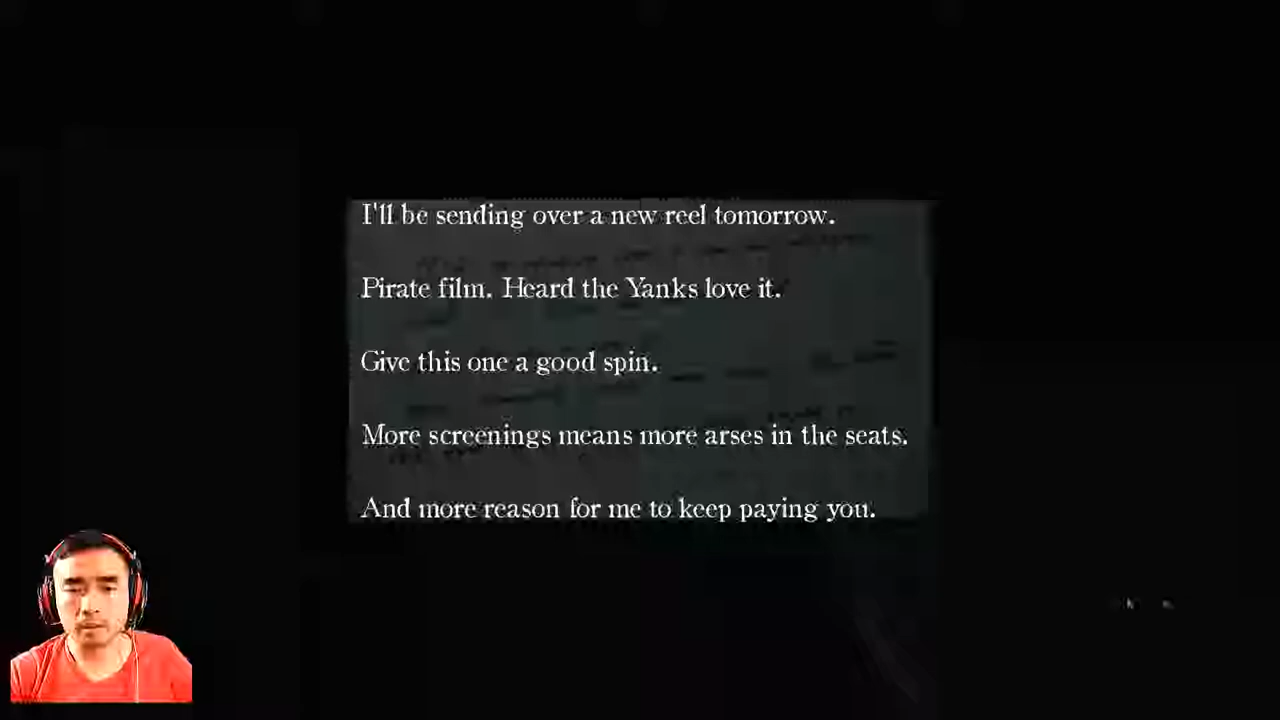 I'll be sending over a new reel tomorrow.
Pirate film. Heard the Yanks love it.
Give this one a good spin.
More screenings means more arses in the seats.
And more reason for me to keep paying you.